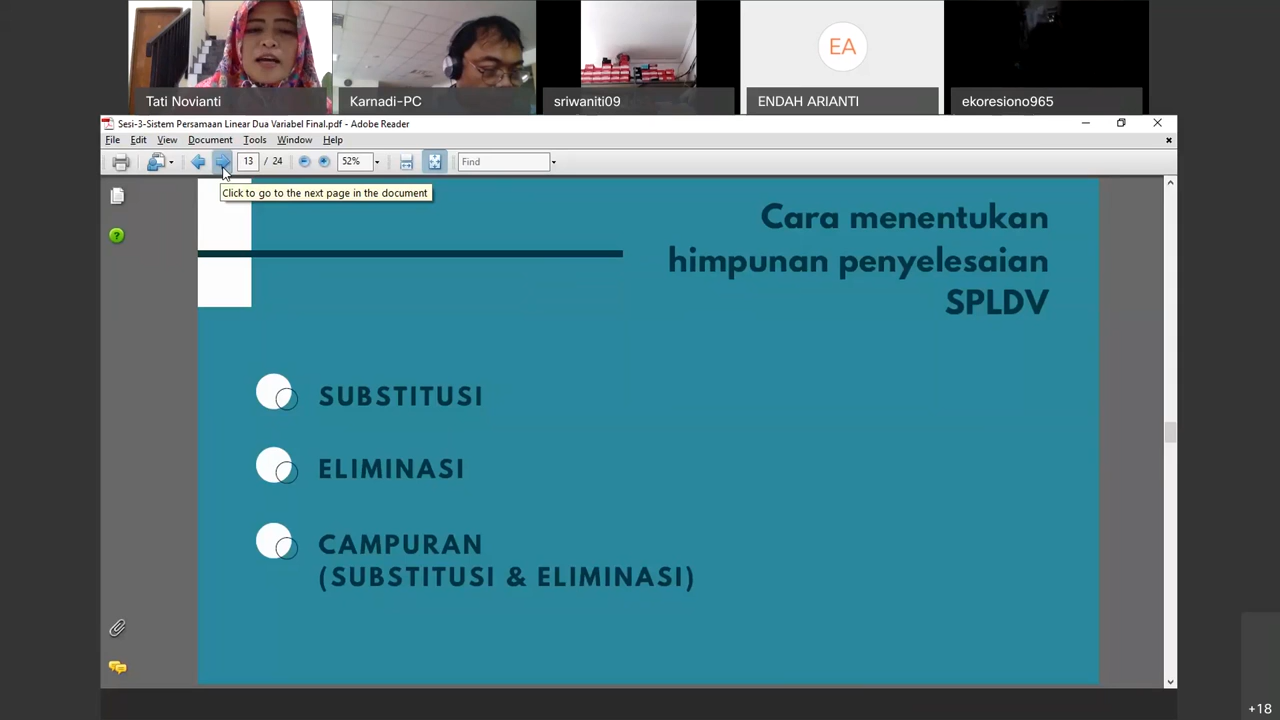 Tati Novianti
Karnadi-PC
sriwaniti09
EA
ENDAH ARIANTI
ekoresiono965
Sesi-3-Sistem Persamaan Linear Dua Variabel Final.pdf - Adobe Reader
File Edit View Document Tools Window Help
13 / 24 52% Find
Click to go to the next page in the document
Cara menentukan
himpunan penyelesaian
SPLDV
SUBSTITUSI
ELIMINASI
CAMPURAN
(SUBSTITUSI & ELIMINASI)
+18